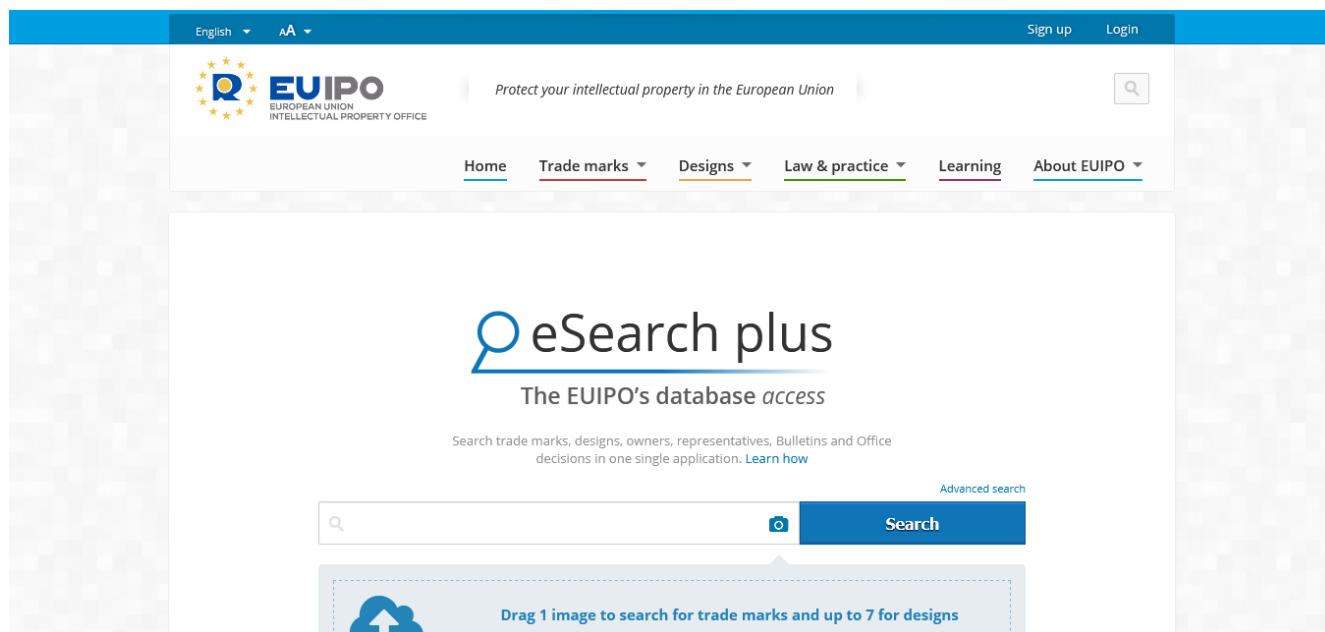 English
AA
Sign up
Login
EUIPO
EUROPEAN UNION
INTELLECTUAL PROPERTY OFFICE
Protect your intellectual property in the European Union
Home
Trade marks
Designs
Law & practice
Learning
About EUIPO
eSearch plus
The EUIPO’s database access
Search trade marks, designs, owners, representatives, Bulletins and Office
decisions in one single application. Learn how
Advanced search
Search
Drag 1 image to search for trade marks and up to 7 for designs